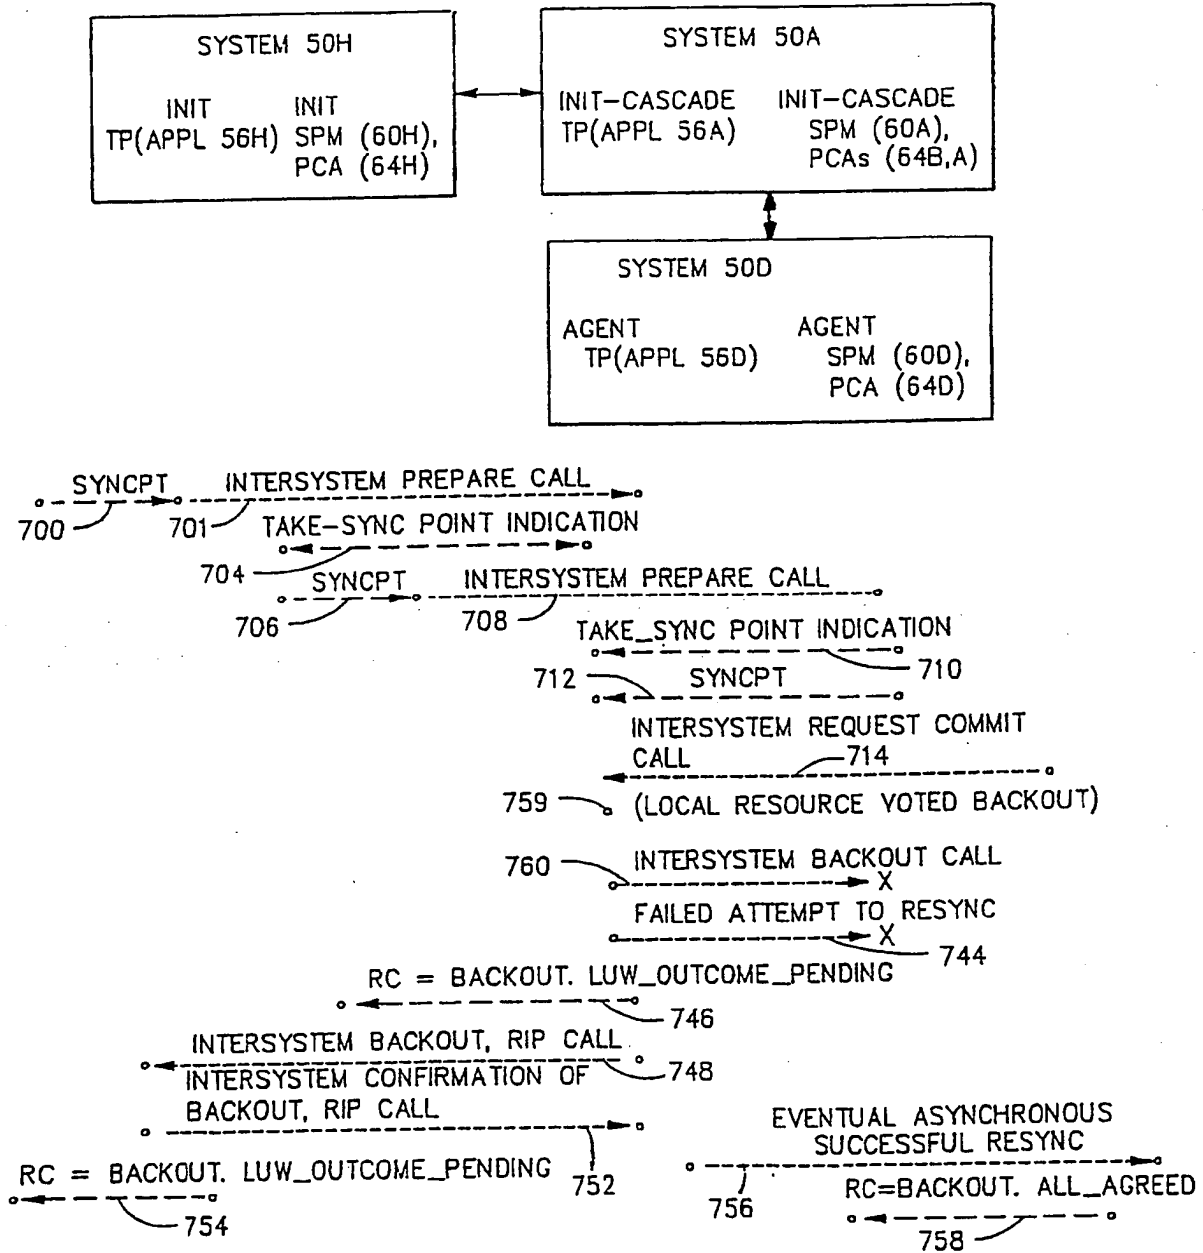 SYSTEM 50H
INIT
TP(APPL 56H)
INIT
SPM (60H),
PCA (64H)
SYSTEM 50A
INIT-CASCADE
TP(APPL 56A)
INIT-CASCADE
SPM (60A),
PCAs (64B,A)
SYSTEM 50D
AGENT
TP(APPL 56D)
AGENT
SPM (60D),
PCA (64D)
SYNCPT
700
INTERSYSTEM PREPARE CALL
701
TAKE-SYNC POINT INDICATION
704
SYNCPT
706
INTERSYSTEM PREPARE CALL
708
TAKE_SYNC POINT INDICATION
710
712
SYNCPT
INTERSYSTEM REQUEST COMMIT
CALL
714
759
(LOCAL RESOURCE VOTED BACKOUT)
760
INTERSYSTEM BACKOUT CALL
X
FAILED ATTEMPT TO RESYNC
X
744
RC = BACKOUT. LUW_OUTCOME_PENDING
746
INTERSYSTEM BACKOUT, RIP CALL
748
INTERSYSTEM CONFIRMATION OF
BACKOUT, RIP CALL
752
RC = BACKOUT. LUW_OUTCOME_PENDING
754
EVENTUAL ASYNCHRONOUS
SUCCESSFUL RESYNC
756
RC=BACKOUT. ALL_AGREED
758